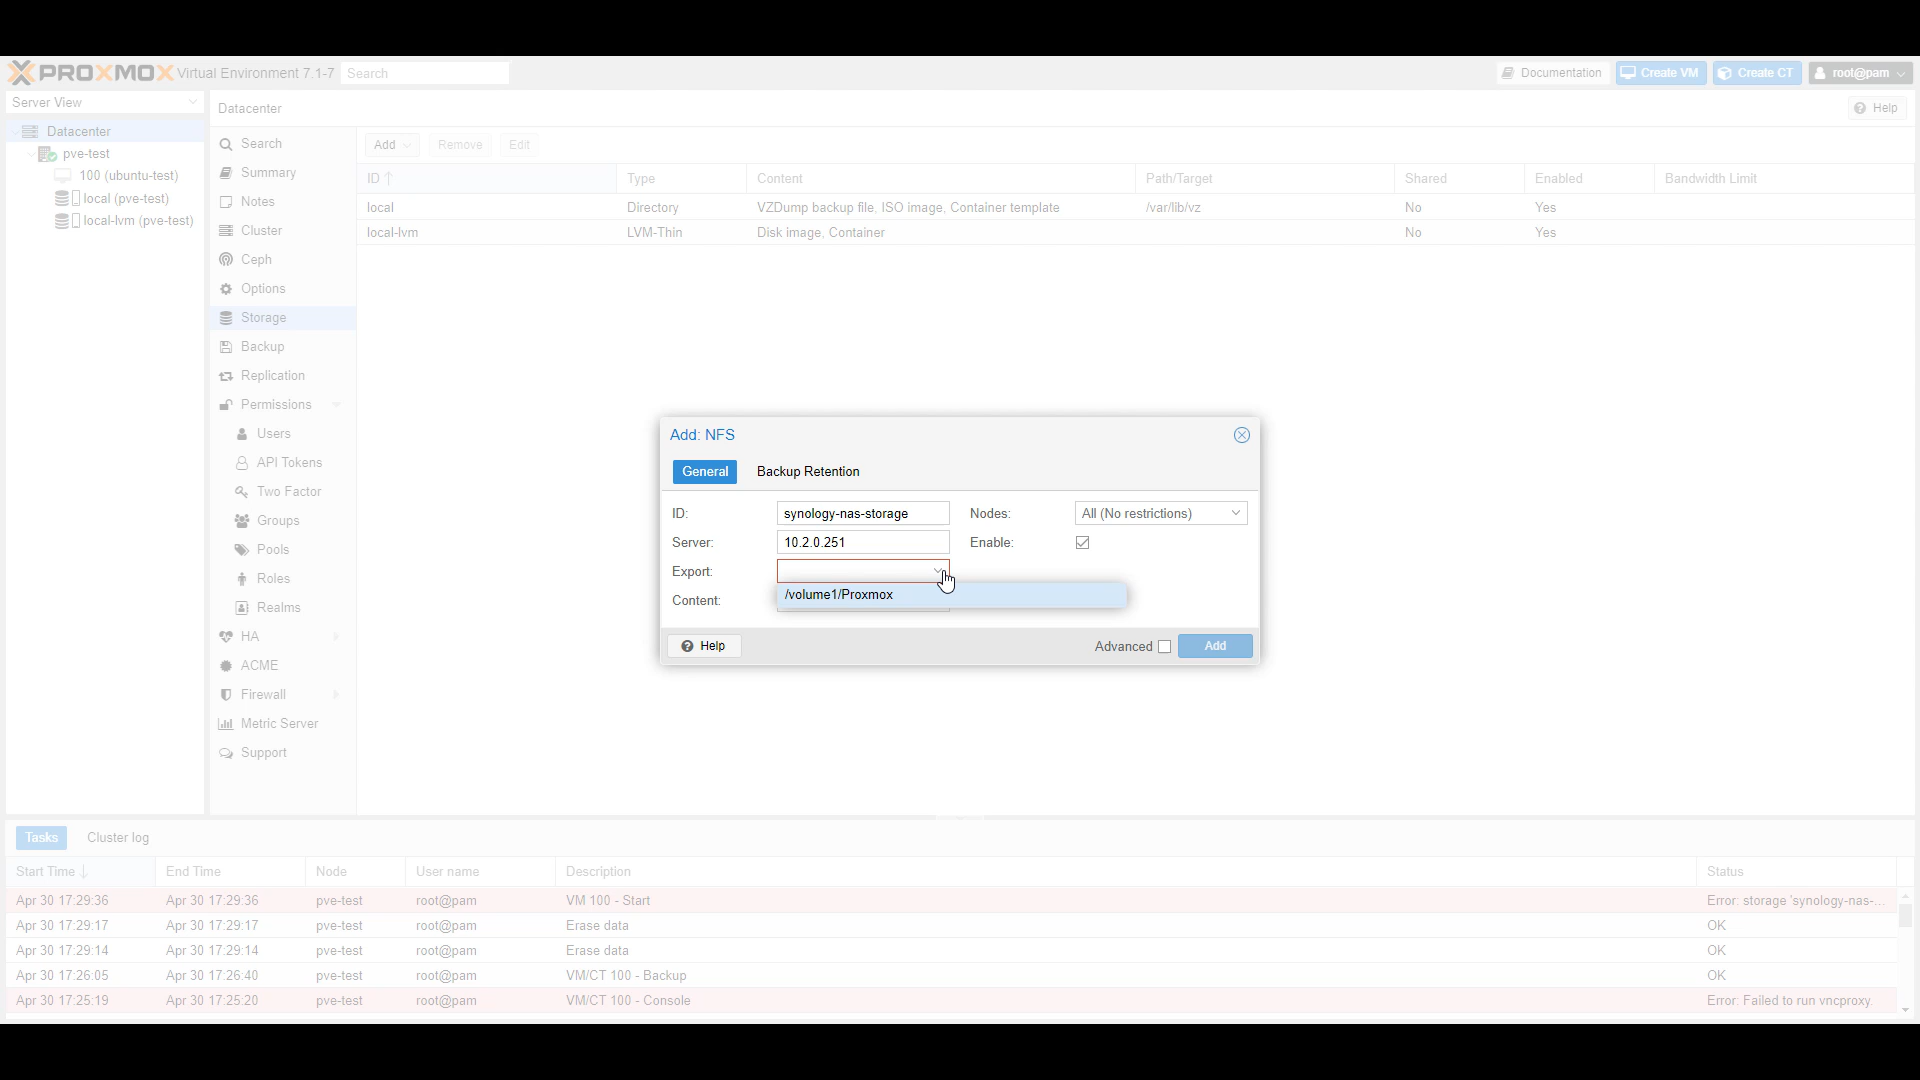 PROXMOX Virtual Environment 7.1-7 Search Documentation Create VM Create CT root@pam
Server View
Datacenter
pve-test
100 (ubuntu-test)
local (pve-test)
local-lvm (pve-test)
Datacenter Help
Search
Summary
Notes
Cluster
Ceph
Options
Storage
Backup
Replication
Permissions
Users
API Tokens
Two Factor
Groups
Pools
Roles
Realms
HA
ACME
Firewall
Metric Server
Support
Add Remove Edit
ID Type Content Path/Target Shared Enabled Bandwidth Limit
local Directory VZDump backup file, ISO image, Container template /var/lib/vz No Yes
local-lvm LVM-Thin Disk image, Container No Yes
Add: NFS
General Backup Retention
ID: synology-nas-storage Nodes: All (No restrictions)
Server: 10.2.0.251 Enable:
Export:
/volume1/Proxmox
Content:
Help Advanced Add
Tasks Cluster log
Start Time End Time Node User name Description Status
Apr 30 17:29:36 Apr 30 17:29:36 pve-test root@pam VM 100 - Start Error: storage 'synology-nas-...
Apr 30 17:29:17 Apr 30 17:29:17 pve-test root@pam Erase data OK
Apr 30 17:29:14 Apr 30 17:29:14 pve-test root@pam Erase data OK
Apr 30 17:26:05 Apr 30 17:26:40 pve-test root@pam VM/CT 100 - Backup OK
Apr 30 17:25:19 Apr 30 17:25:20 pve-test root@pam VM/CT 100 - Console Error: Failed to run vncproxy.